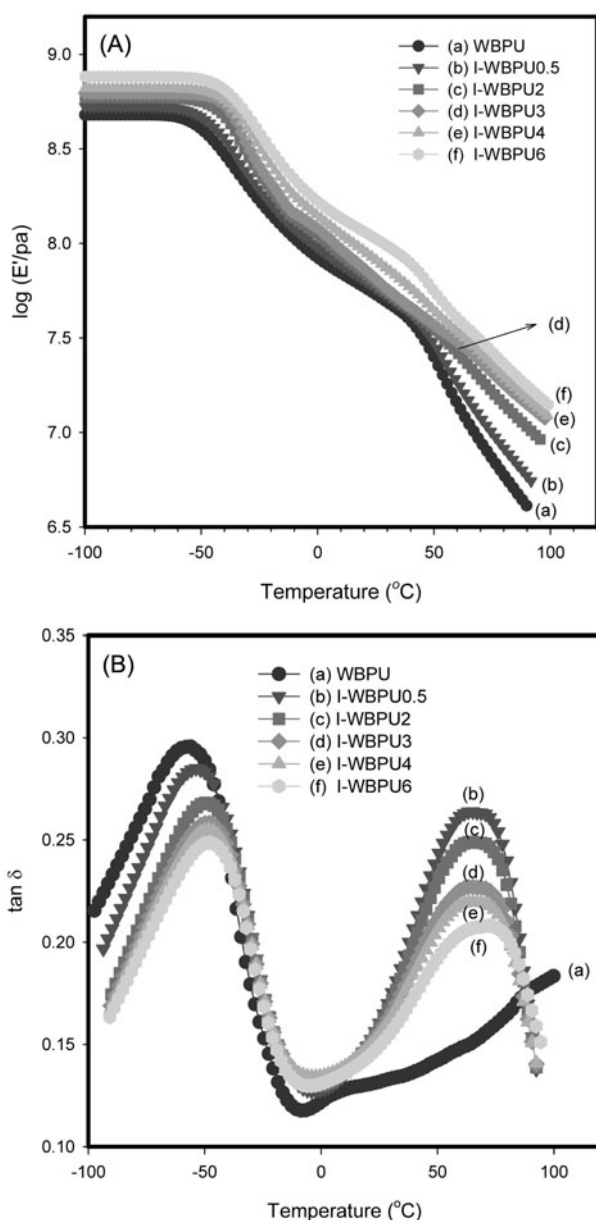 (A)
(a) WBPU
(b) I-WBPU0.5
(c) I-WBPU2
(d) I-WBPU3
(e) I-WBPU4
(f) I-WBPU6
log (E'/pa)
9.0
8.5
8.0
7.5
7.0
6.5
(d)
(f)
(e)
(c)
(b)
(a)
-100
-50
0
50
100
Temperature (°C)
(B)
(a) WBPU
(b) I-WBPU0.5
(c) I-WBPU2
(d) I-WBPU3
(e) I-WBPU4
(f) I-WBPU6
tan δ
0.35
0.30
0.25
0.20
0.15
0.10
(b)
(c)
(d)
(e)
(f)
(a)
-100
-50
0
50
100
Temperature (°C)